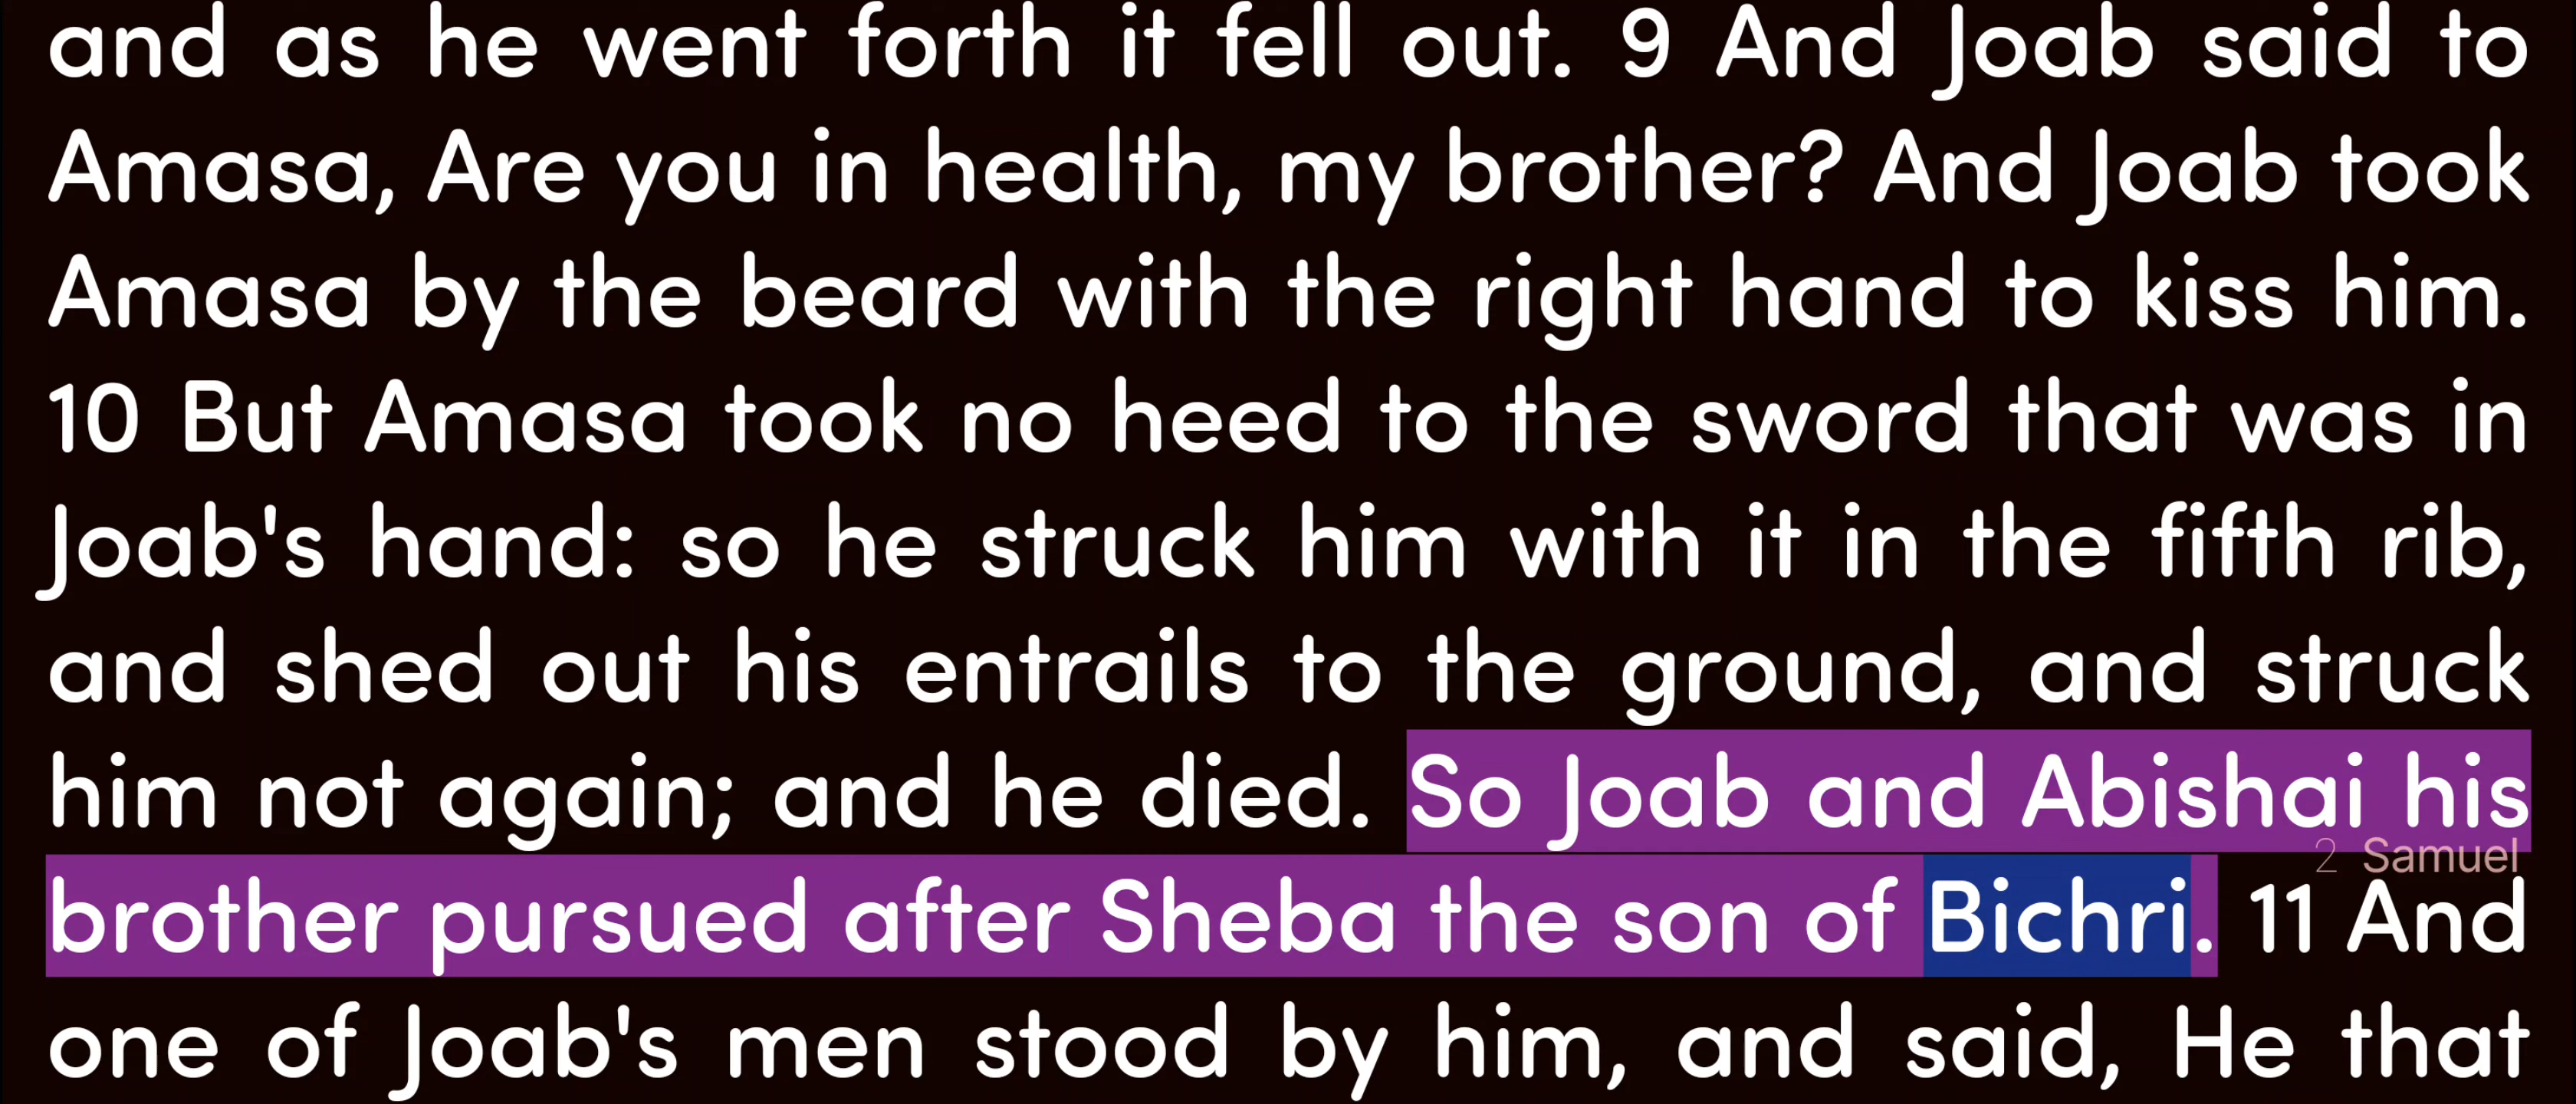 and as he went forth it fell out. 9 And Joab said to
Amasa, Are you in health, my brother? And Joab took
Amasa by the beard with the right hand to kiss him.
10 But Amasa took no heed to the sword that was in
Joab's hand: so he struck him with it in the fifth rib,
and shed out his entrails to the ground, and struck
him not again; and he died. So Joab and Abishai his
2 Samuel
brother pursued after Sheba the son of Bichri. 11 And
one of Joab's men stood by him, and said, He that